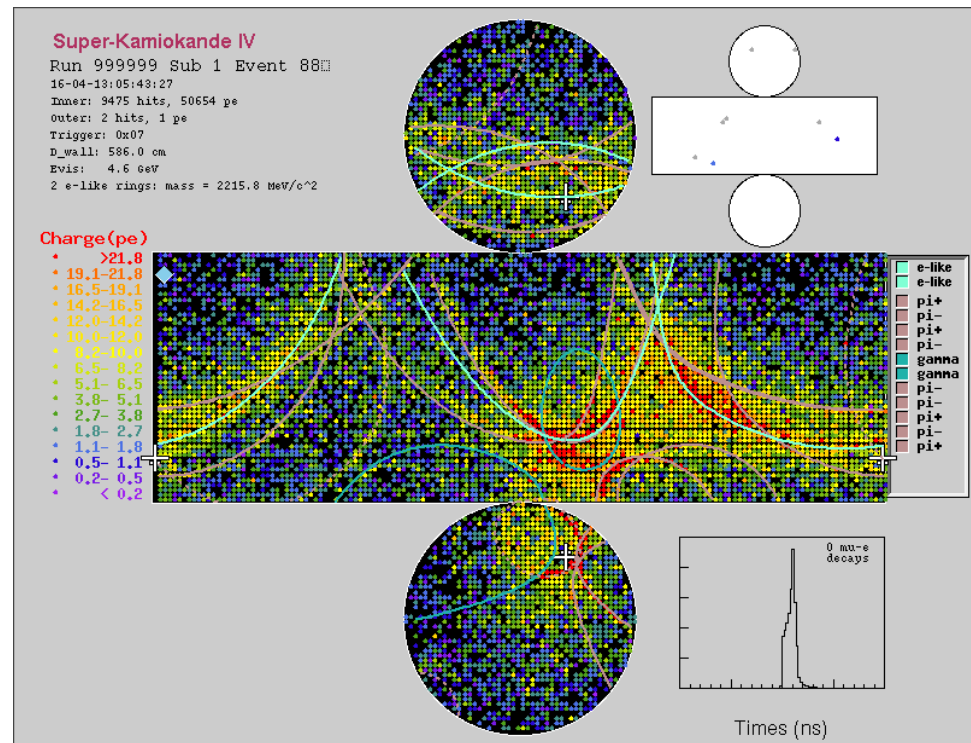 Super-Kamiokande IV
Run 999999 Sub 1 Event 88
16-04-13:05:43:27
Inner: 9475 hits, 50654 pe
Outer: 2 hits, 1 pe
Trigger: 0x07
D_wall: 586.0 cm
Evis: 4.6 GeV
2 e-like rings: mass = 2215.8 MeV/c^2
Charge(pe)
>21.8
19.1-21.8
16.5-19.1
14.2-16.5
12.0-14.2
10.0-12.0
8.2-10.0
6.5- 8.2
5.1- 6.5
3.8- 5.1
2.7- 3.8
1.8- 2.7
1.1- 1.8
0.5- 1.1
0.2- 0.5
< 0.2
e-like
e-like
pi+
pi-
pi+
pi-
gamma
gamma
pi-
pi-
pi+
pi-
pi+
0 mu-e
decays
Times (ns)